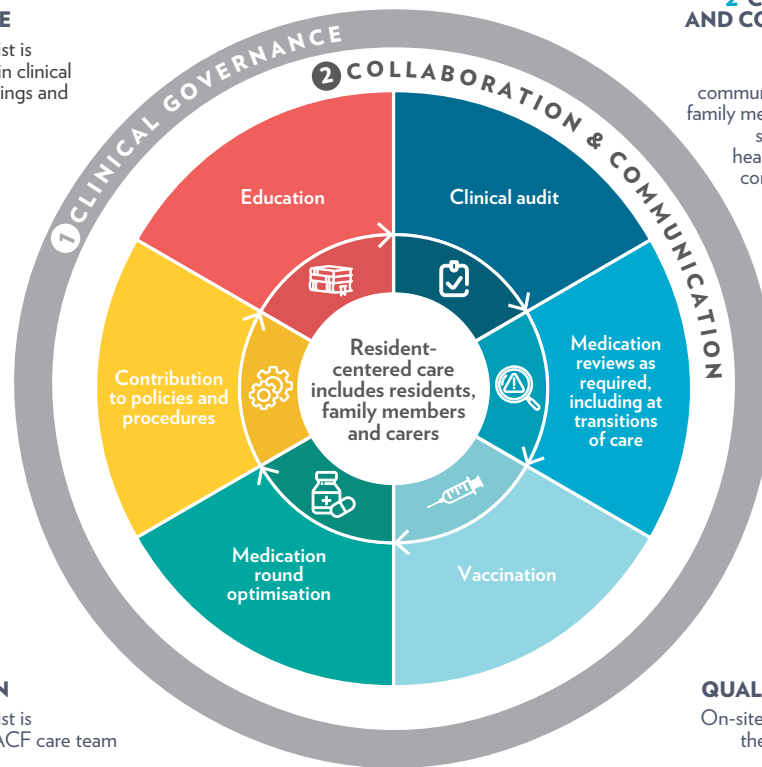 E
ist is
in clinical
ings and
2 C
AND CO
commun
family me
s
hea
cor
1 CLINICAL GOVERNANCE
2 COLLABORATION & COMMUNICATION
Education
Clinical audit
Medication
reviews as
required,
including at
transitions
of care
Vaccination
Medication
round
optimisation
Contribution
to policies and
procedures
Resident-
centered care
includes residents,
family members
and carers
N
ist is
ACF care team
QUAL
On-site
the